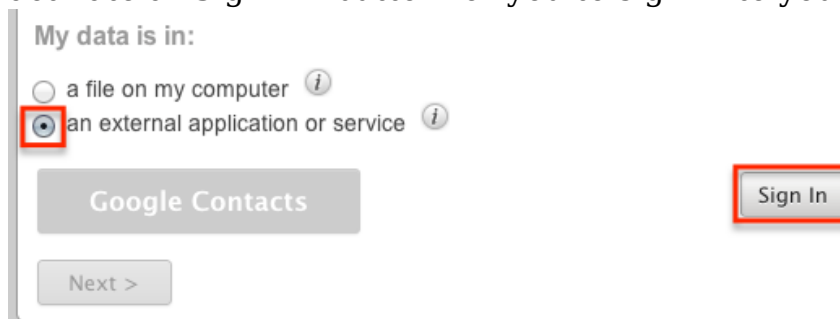 My data is in:
a file on my computer i
an external application or service i
Google Contacts
Sign In
Next >